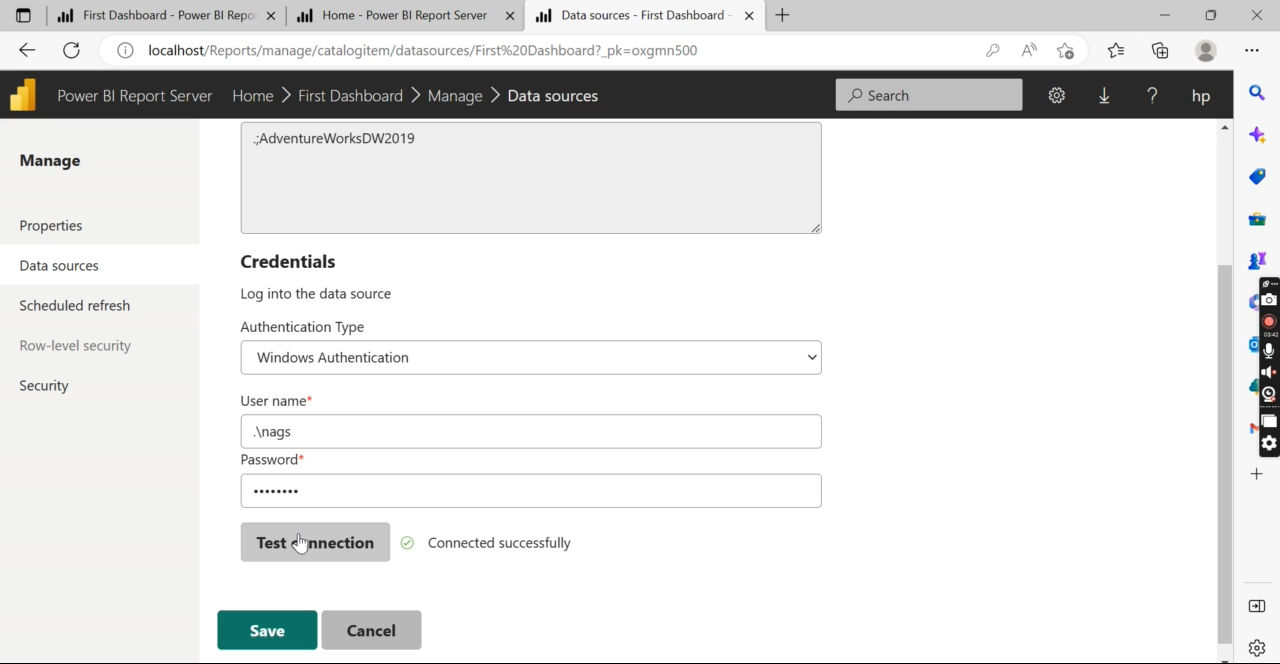 First Dashboard - Power BI Repo
Home - Power BI Report Server
Data sources - First Dashboard -
localhost/Reports/manage/catalogitem/datasources/First%20Dashboard?_pk=oxgmn500
Power BI Report Server
Home > First Dashboard > Manage > Data sources
Search
?
hp
Manage
Properties
Data sources
Scheduled refresh
Row-level security
Security
.;AdventureWorksDW2019
Credentials
Log into the data source
Authentication Type
Windows Authentication
User name*
.\nags
Password*
••••••••
Test connection
Connected successfully
Save
Cancel
03:42